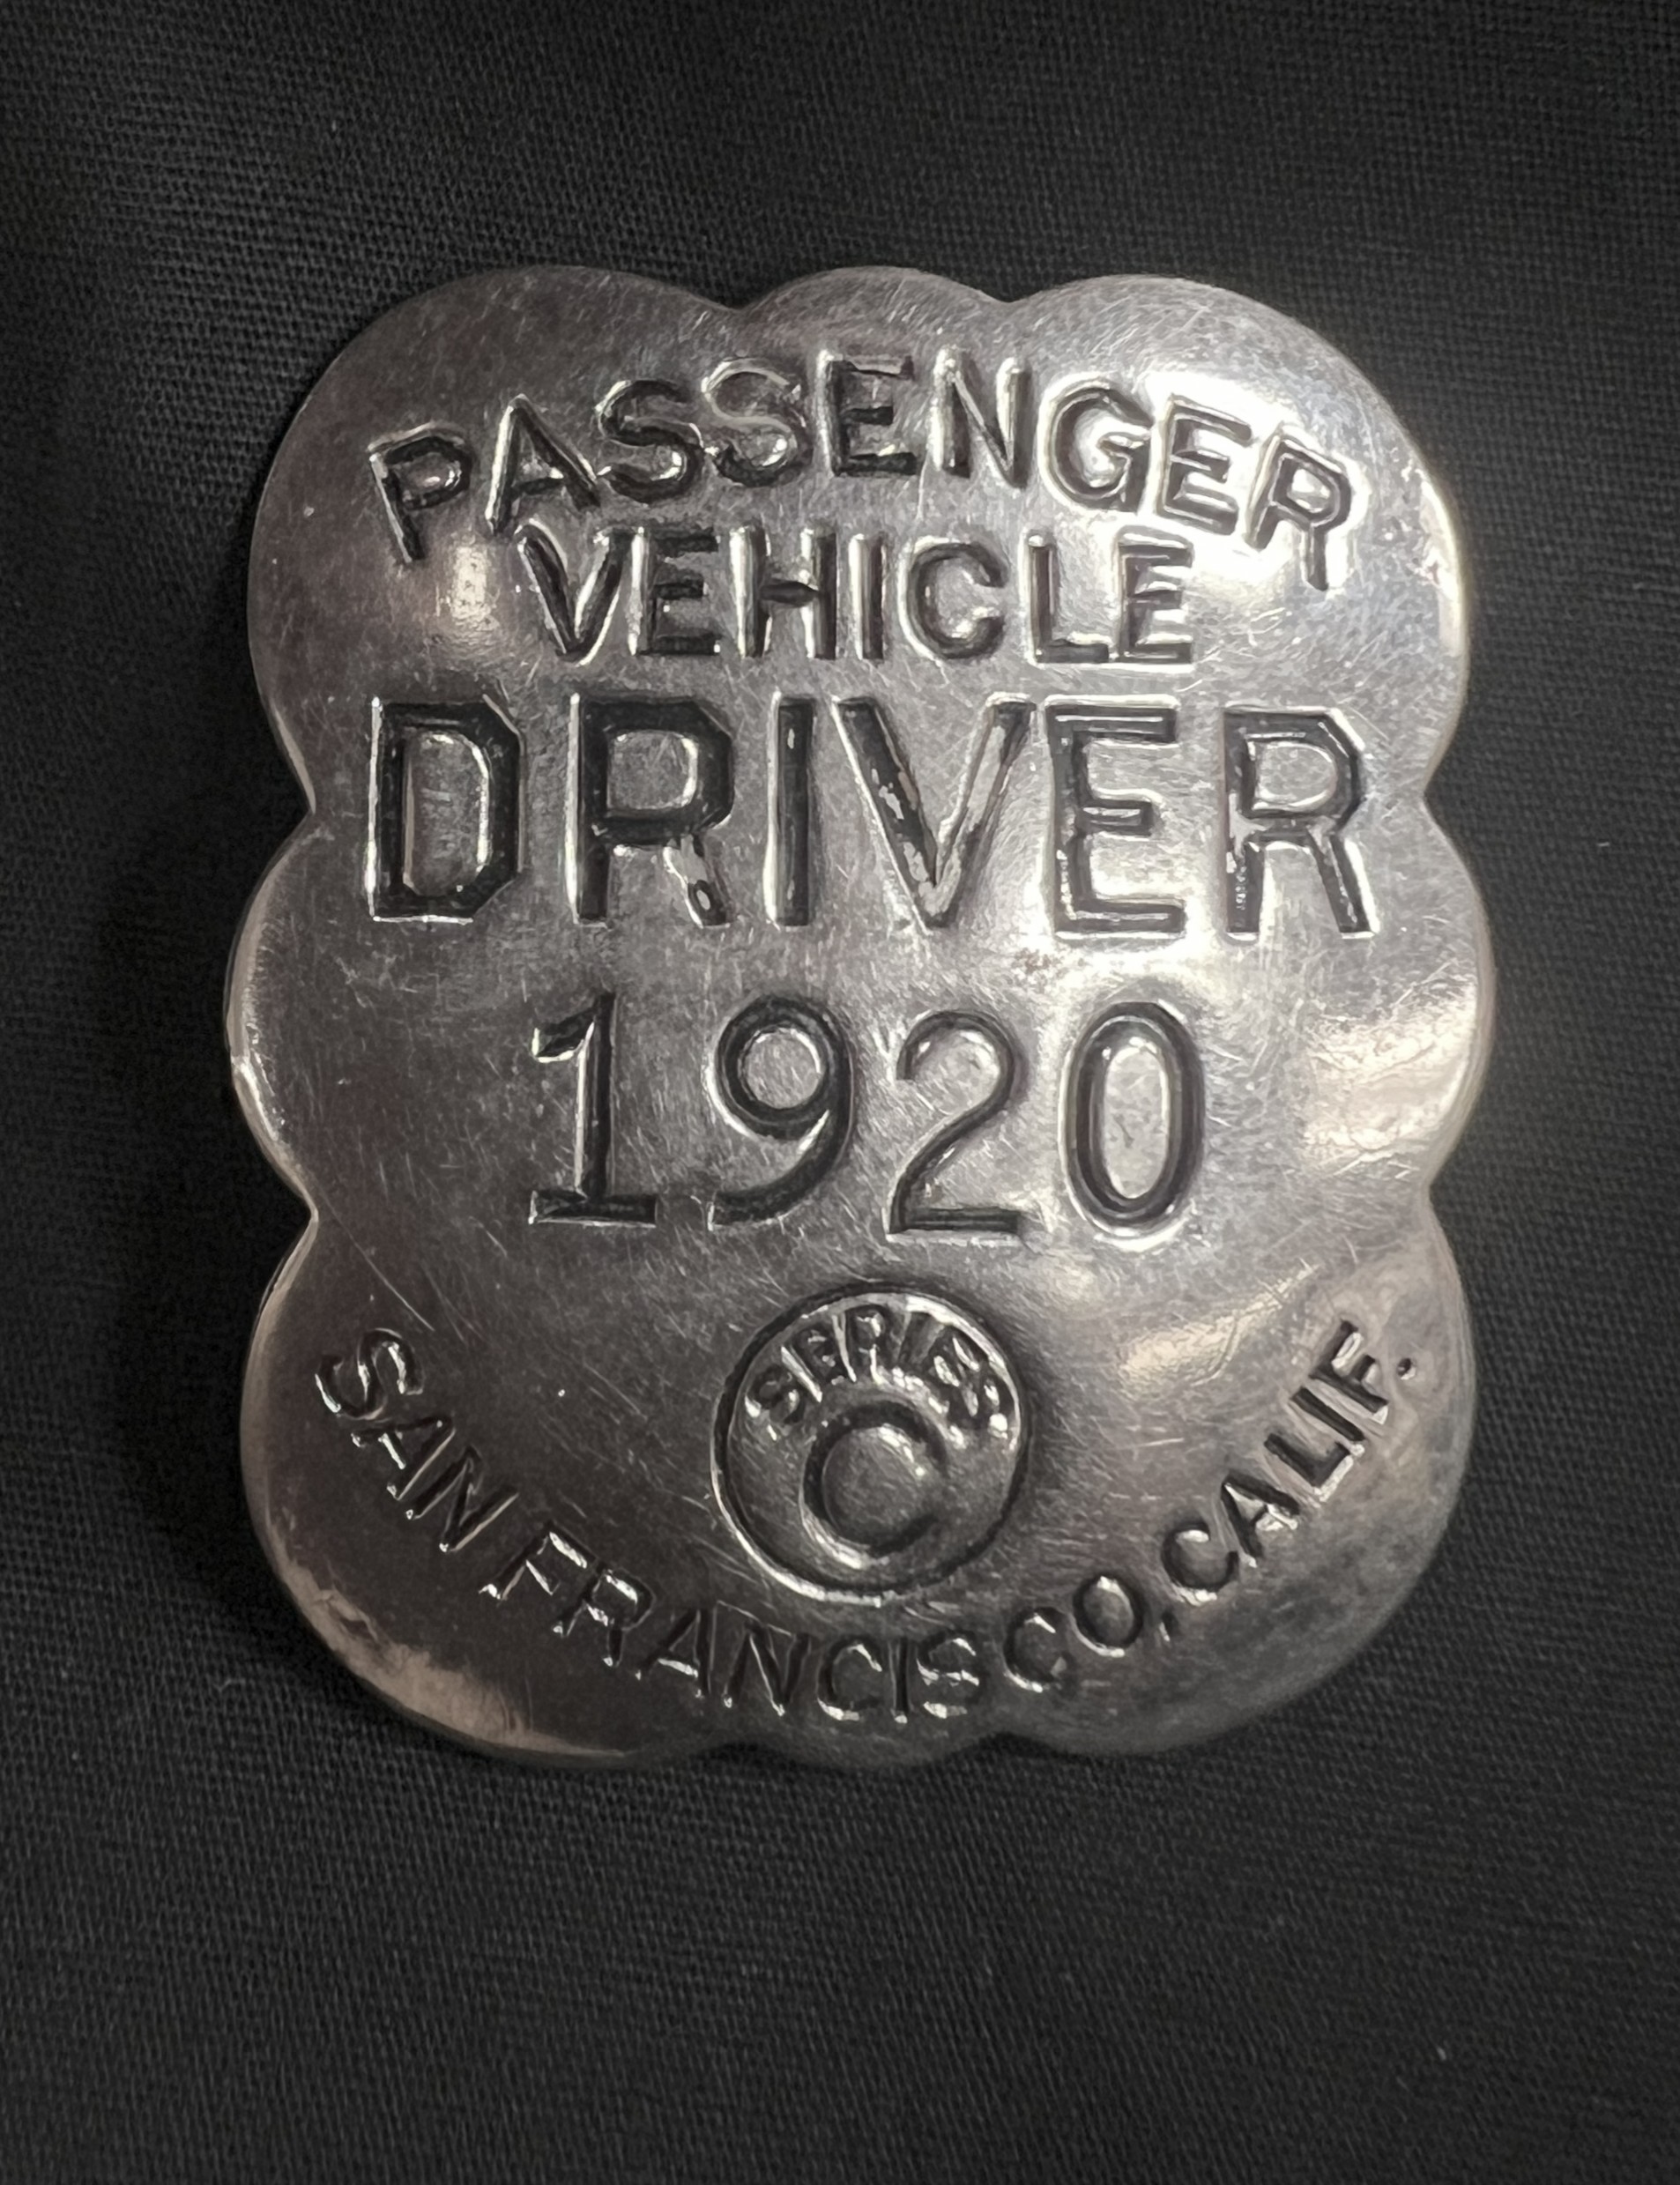 PASSENGER
VEHICLE
DRIVER
1920
SERIES
C
SAN FRANCISCO, CALIF.